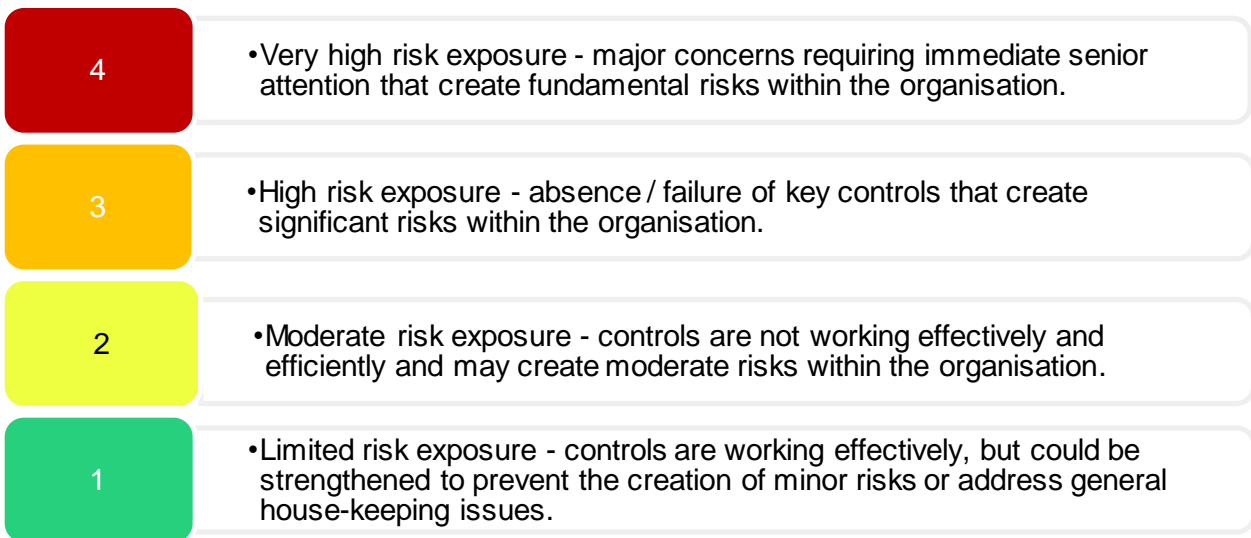 4
•Very high risk exposure - major concerns requiring immediate senior
attention that create fundamental risks within the organisation.
3
•High risk exposure - absence / failure of key controls that create
significant risks within the organisation.
2
•Moderate risk exposure - controls are not working effectively and
efficiently and may create moderate risks within the organisation.
1
•Limited risk exposure - controls are working effectively, but could be
strengthened to prevent the creation of minor risks or address general
house-keeping issues.